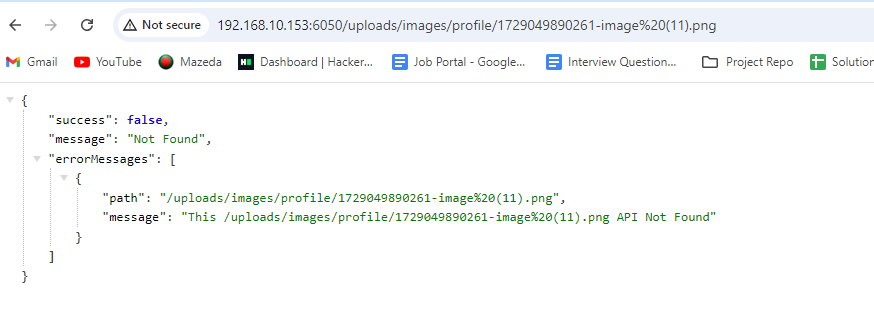 Not secure 192.168.10.153:6050/uploads/images/profile/1729049890261-image%20(11).png
Gmail YouTube Mazeda Dashboard | Hacker... Job Portal - Google... Interview Question... Project Repo Solution
{
"success": false,
"message": "Not Found",
"errorMessages": [
{
"path": "/uploads/images/profile/1729049890261-image%20(11).png",
"message": "This /uploads/images/profile/1729049890261-image%20(11).png API Not Found"
}
]
}